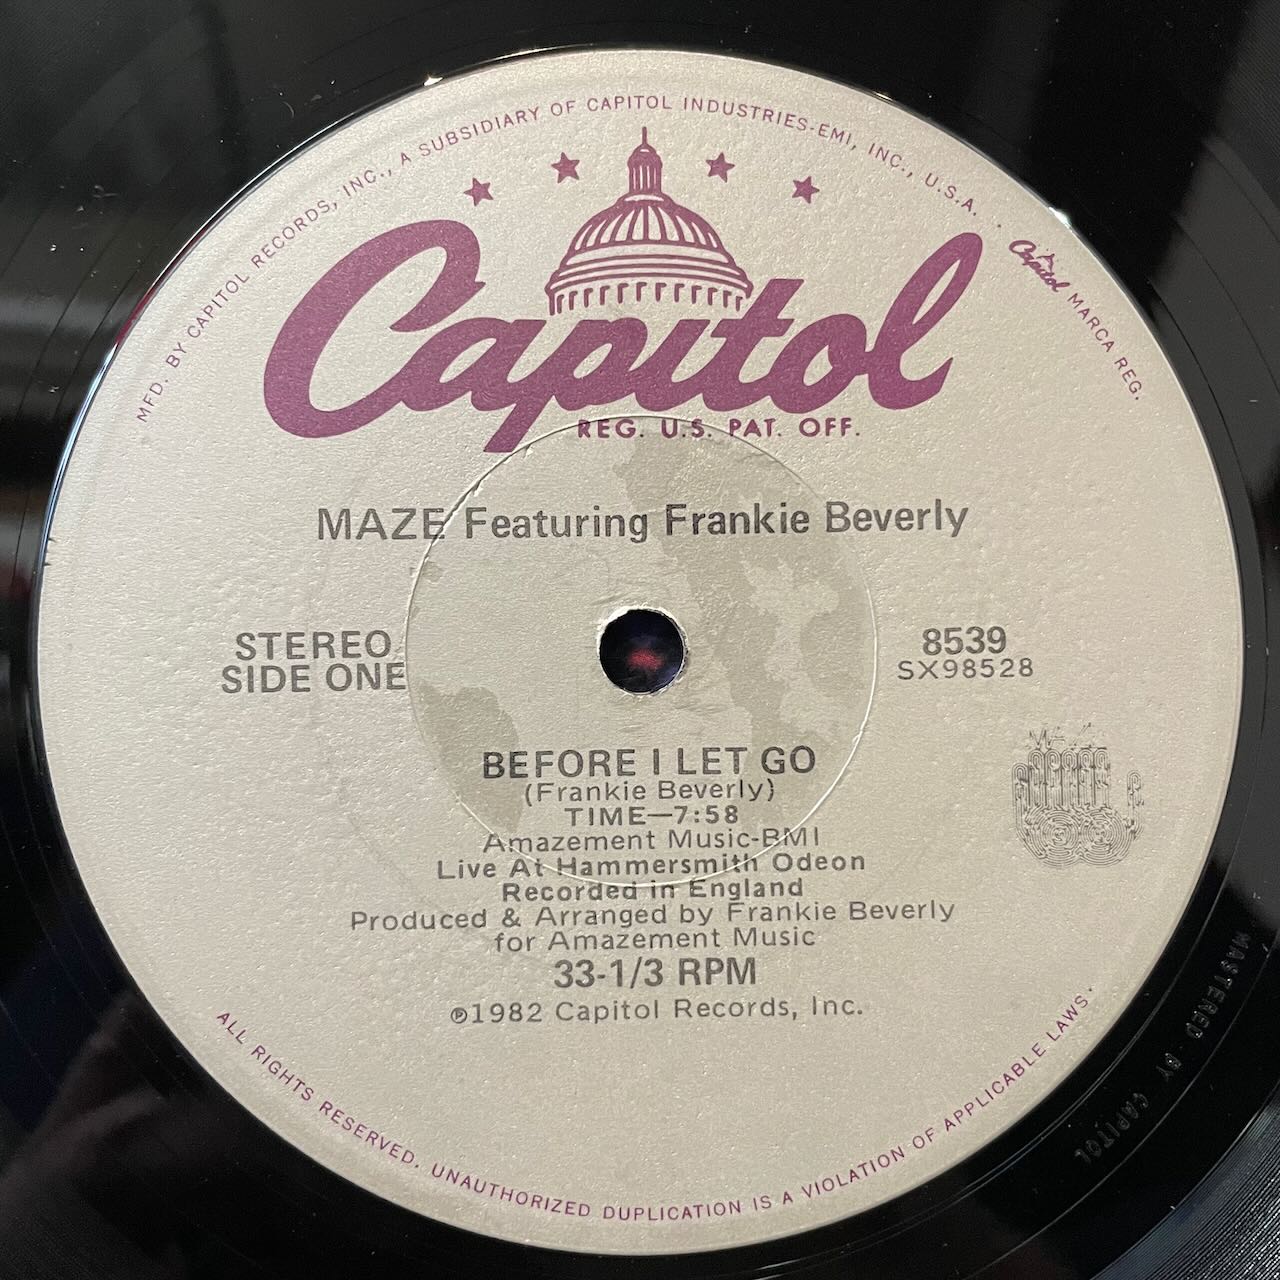 MFD. BY CAPITOL RECORDS, INC., A SUBSIDIARY OF CAPITOL INDUSTRIES-EMI, INC., U.S.A.
Capitol MARCA REG.
Capitol
REG. U.S. PAT. OFF.
MAZE Featuring Frankie Beverly
STEREO
SIDE ONE
8539
SX98528
MAZE
BEFORE I LET GO
(Frankie Beverly)
TIME—7:58
Amazement Music-BMI
Live At Hammersmith Odeon
Recorded in England
Produced & Arranged by Frankie Beverly
for Amazement Music
33-1/3 RPM
℗1982 Capitol Records, Inc.
ALL RIGHTS RESERVED. UNAUTHORIZED DUPLICATION IS A VIOLATION OF APPLICABLE LAWS.
MASTERED BY CAPITOL